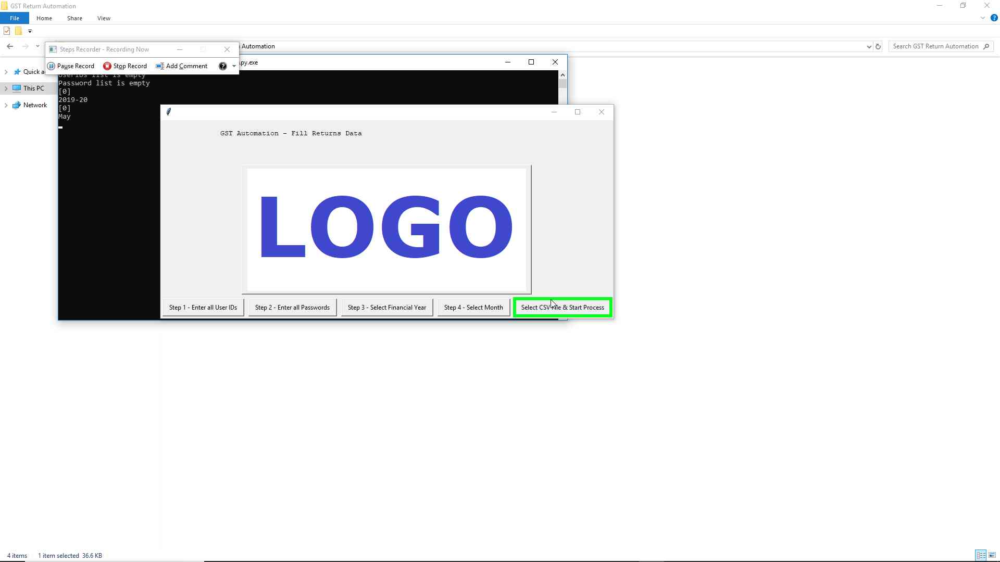 GST Return Automation
File Home Share View
Automation
Search GST Return Automation
Steps Recorder - Recording Now
Pause Record Stop Record Add Comment
py.exe
Quick a
This PC
Network
UserIDs list is empty
Password list is empty
[0]
2019-20
[0]
May
GST Automation - Fill Returns Data
LOGO
Step 1 - Enter all User IDs
Step 2 - Enter all Passwords
Step 3 - Select Financial Year
Step 4 - Select Month
Select CSV file & Start Process
4 items 1 item selected 36.6 KB